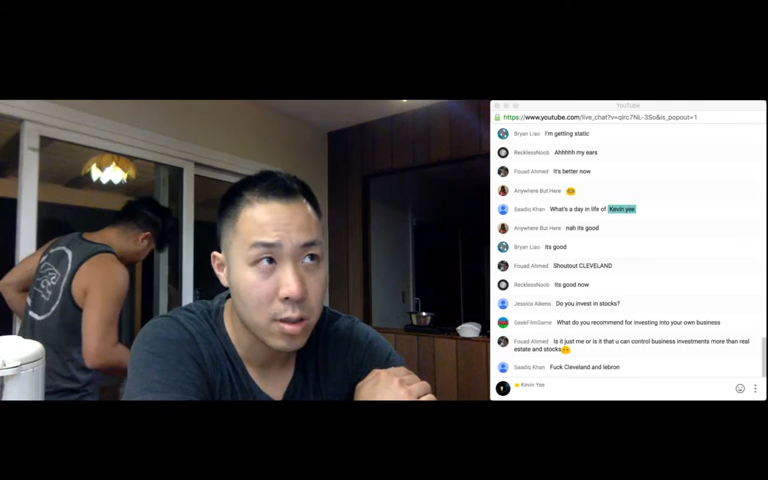 YouTube
https://www.youtube.com/live_chat?v=qirc7NL-3So&is_popout=1
Bryan Liao I'm getting static
RecklessNoob Ahhhhh my ears
Fouad Ahmed It's better now
Anywhere But Here
Saadiq Khan What's a day in life of Kevin yee
Anywhere But Here nah its good
Bryan Liao its good
Fouad Ahmed Shoutout CLEVELAND
RecklessNoob Its good now
Jessica Aikens Do you invest in stocks?
GeekFilmGame What do you recommend for investing into your own business
Fouad Ahmed Is it just me or is it that u can control business investments more than real
estate and stocks
Saadiq Khan Fuck Cleveland and lebron
Kevin Yee